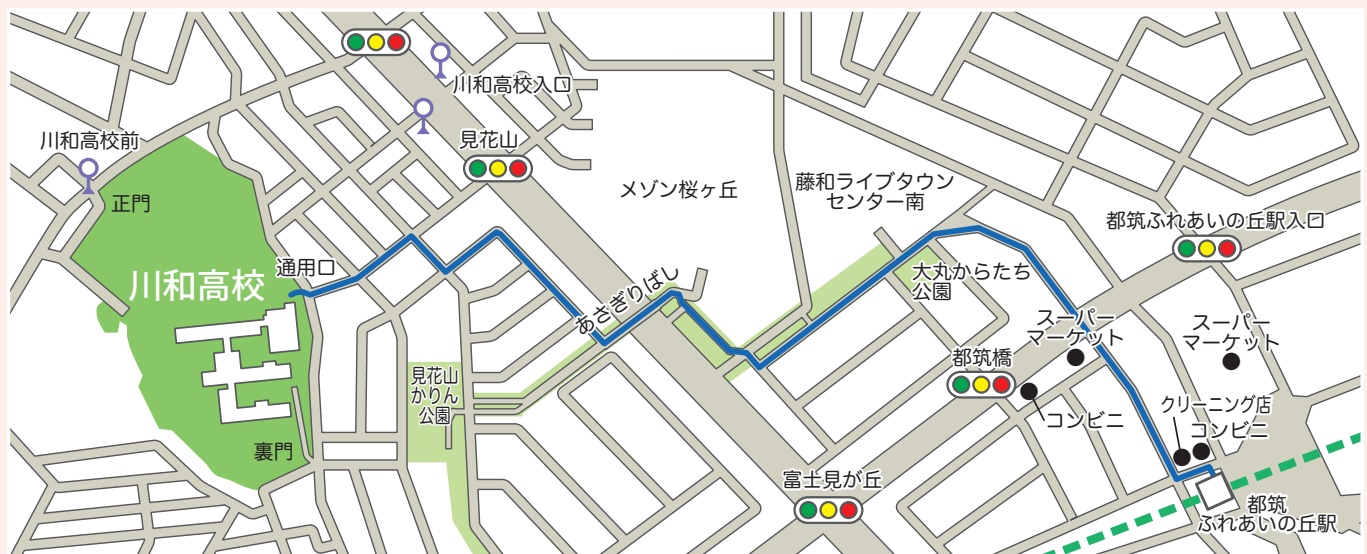 川和高校入口
川和高校前
見花山
正門
メゾン桜ヶ丘
藤和ライブタウン
センター南
都筑ふれあいの丘駅入口
通用口
川和高校
あさぎりばし
大丸からたち
公園
スーパー
マーケット
スーパー
マーケット
都筑橋
見花山
かりん
公園
コンビニ
クリーニング店
コンビニ
裏門
富士見が丘
都筑
ふれあいの丘駅